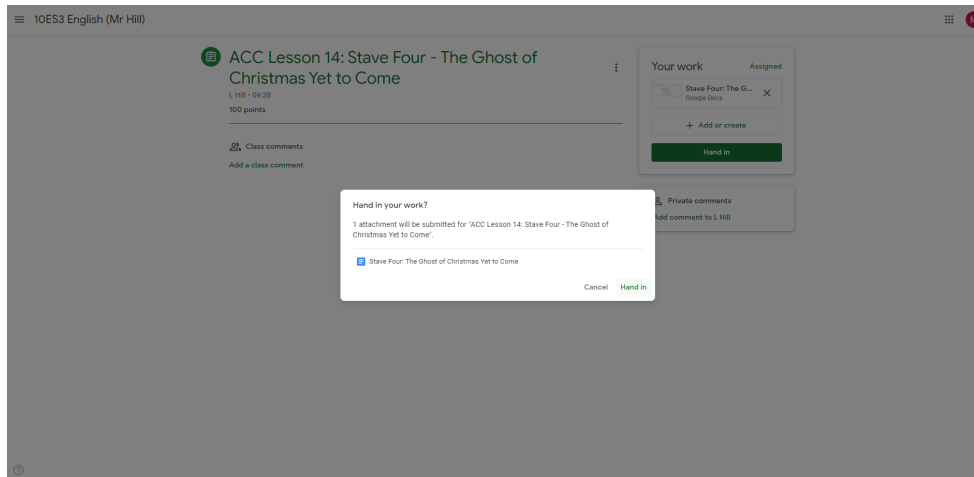 10ES3 English (Mr Hill)
ACC Lesson 14: Stave Four - The Ghost of
Christmas Yet to Come
L Hill • 09:38
100 points
Class comments
Add a class comment
Your work
Assigned
Stave Four: The G...
Google Docs
+ Add or create
Hand in
Private comments
Add comment to L Hill
Hand in your work?
1 attachment will be submitted for "ACC Lesson 14: Stave Four - The Ghost of
Christmas Yet to Come".
Stave Four: The Ghost of Christmas Yet to Come
Cancel
Hand in